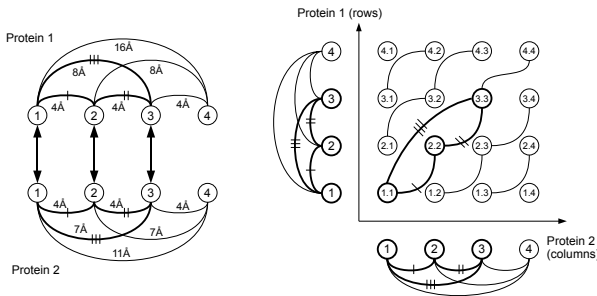 Protein 1
16Å
8Å
8Å
4Å
4Å
4Å
1 2 3 4
1 2 3 4
4Å
4Å
4Å
7Å
7Å
11Å
Protein 2
Protein 1 (rows)
4
3
2
1
4.1 4.2 4.3 4.4
3.1 3.2 3.3 3.4
2.1 2.2 2.3 2.4
1.1 1.2 1.3 1.4
1 2 3 4
Protein 2
(columns)